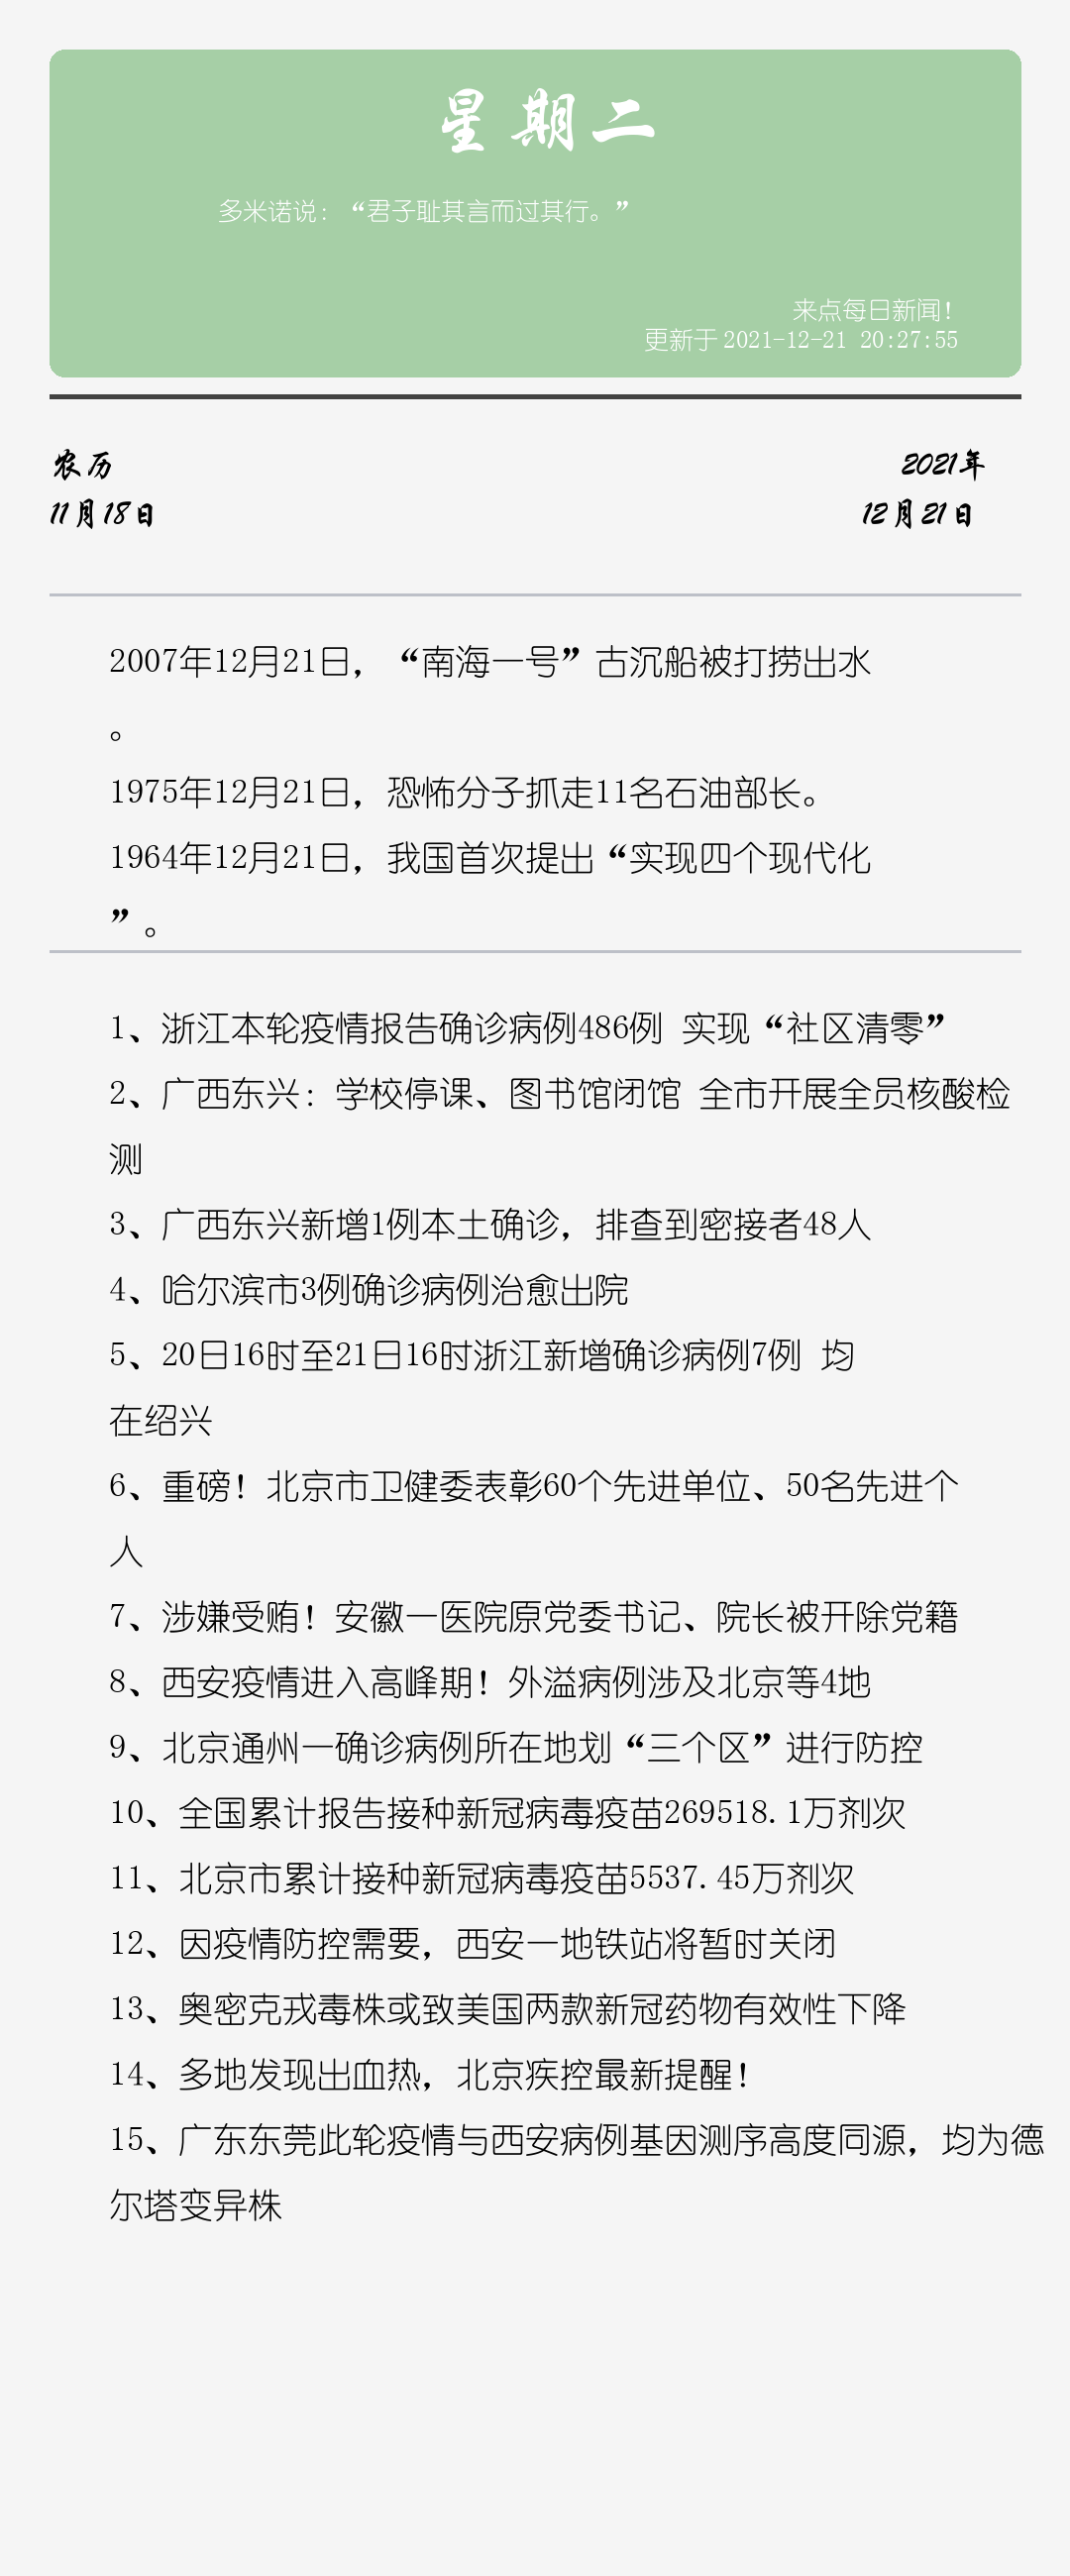 星期二
多米诺说：“君子耻其言而过其行。”
来点每日新闻！
更新于 2021-12-21 20:27:55
农历
2021年
11月18日
12月21日
2007年12月21日，“南海一号”古沉船被打捞出水
。
1975年12月21日，恐怖分子抓走11名石油部长。
1964年12月21日，我国首次提出“实现四个现代化
”。
1、浙江本轮疫情报告确诊病例486例 实现“社区清零”
2、广西东兴：学校停课、图书馆闭馆 全市开展全员核酸检
测
3、广西东兴新增1例本土确诊，排查到密接者48人
4、哈尔滨市3例确诊病例治愈出院
5、20日16时至21日16时浙江新增确诊病例7例 均
在绍兴
6、重磅！北京市卫健委表彰60个先进单位、50名先进个
人
7、涉嫌受贿！安徽一医院原党委书记、院长被开除党籍
8、西安疫情进入高峰期！外溢病例涉及北京等4地
9、北京通州一确诊病例所在地划“三个区”进行防控
10、全国累计报告接种新冠病毒疫苗269518.1万剂次
11、北京市累计接种新冠病毒疫苗5537.45万剂次
12、因疫情防控需要，西安一地铁站将暂时关闭
13、奥密克戎毒株或致美国两款新冠药物有效性下降
14、多地发现出血热，北京疾控最新提醒！
15、广东东莞此轮疫情与西安病例基因测序高度同源，均为德
尔塔变异株